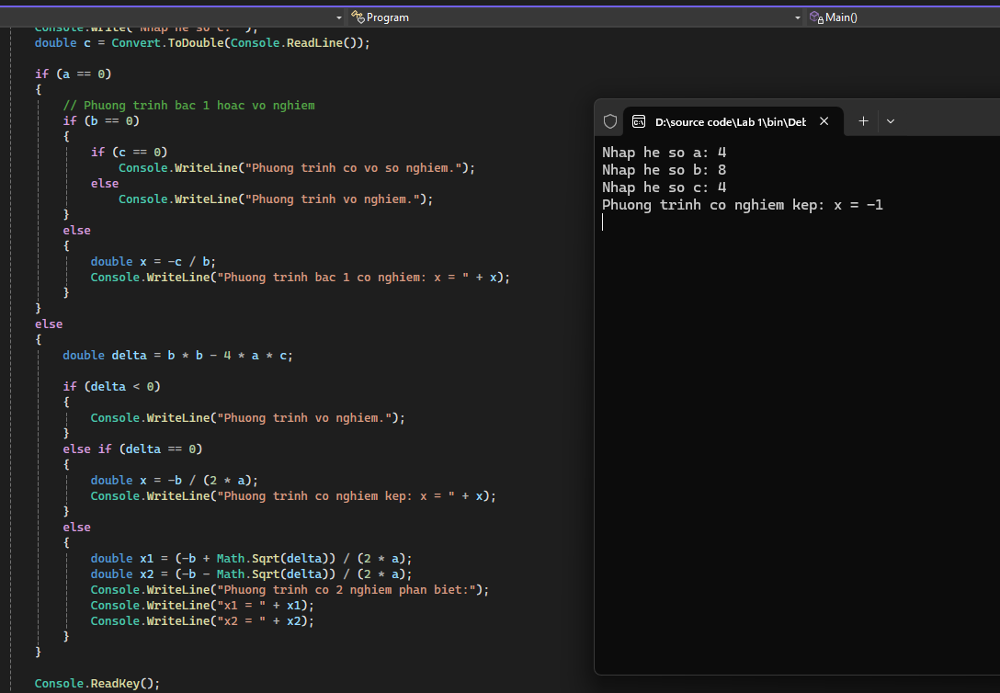 Program
Main()
Console.Write("Nhap he so c: ");
double c = Convert.ToDouble(Console.ReadLine());
if (a == 0)
{
// Phuong trinh bac 1 hoac vo nghiem
if (b == 0)
{
if (c == 0)
Console.WriteLine("Phuong trinh co vo so nghiem.");
else
Console.WriteLine("Phuong trinh vo nghiem.");
}
else
{
double x = -c / b;
Console.WriteLine("Phuong trinh bac 1 co nghiem: x = " + x);
}
}
else
{
double delta = b * b - 4 * a * c;
if (delta < 0)
{
Console.WriteLine("Phuong trinh vo nghiem.");
}
else if (delta == 0)
{
double x = -b / (2 * a);
Console.WriteLine("Phuong trinh co nghiem kep: x = " + x);
}
else
{
double x1 = (-b + Math.Sqrt(delta)) / (2 * a);
double x2 = (-b - Math.Sqrt(delta)) / (2 * a);
Console.WriteLine("Phuong trinh co 2 nghiem phan biet:");
Console.WriteLine("x1 = " + x1);
Console.WriteLine("x2 = " + x2);
}
}
Console.ReadKey();
D:\source code\Lab 1\bin\Det
Nhap he so a: 4
Nhap he so b: 8
Nhap he so c: 4
Phuong trinh co nghiem kep: x = -1